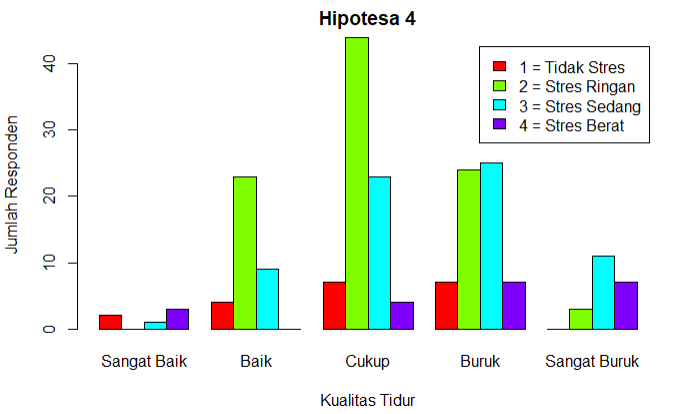 Hipotesa 4
1 = Tidak Stres
2 = Stres Ringan
3 = Stres Sedang
4 = Stres Berat
Jumlah Responden
40
30
20
10
0
Sangat Baik Baik Cukup Buruk Sangat Buruk
Kualitas Tidur